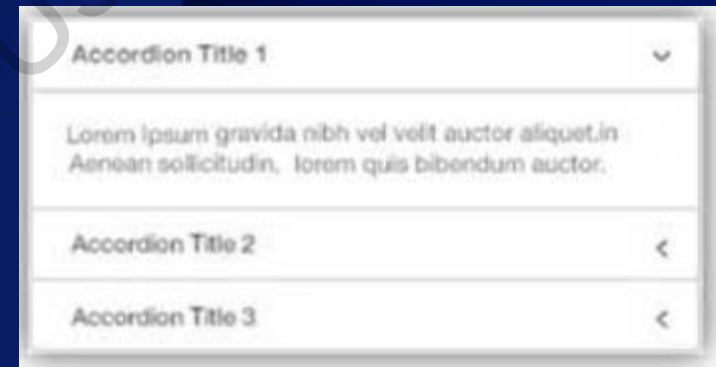 Accordion Title 1
Lorem Ipsum gravida nibh vel velit auctor aliquet.in
Aenean sollicitudin, lorem quis bibendum auctor.
Accordion Title 2
Accordion Title 3